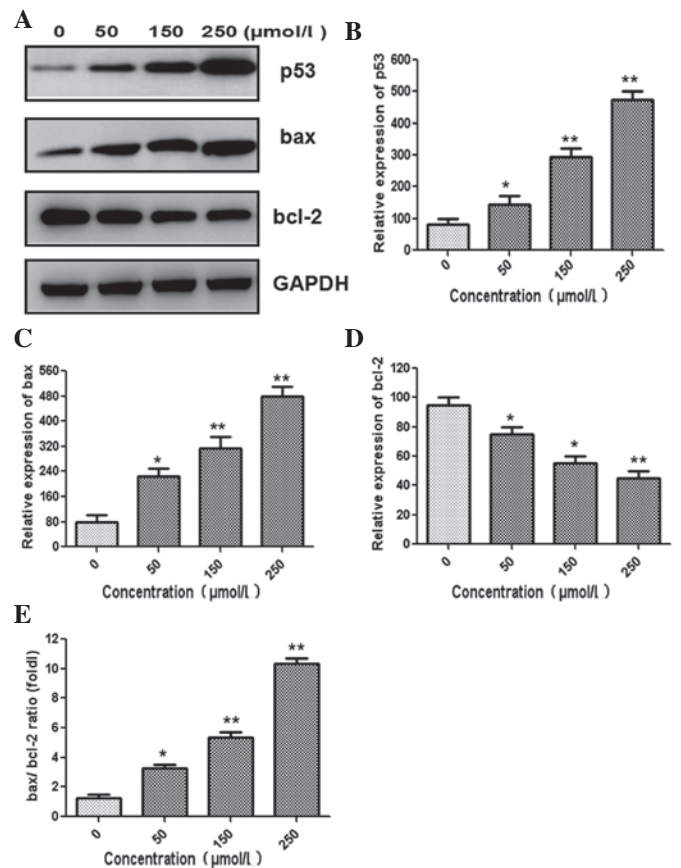 A
0 50 150 250 (μmol/l )
p53
bax
bcl-2
GAPDH
B
Relative expression of p53
600
500
400
300
200
100
0
*
**
**
0 50 150 250
Concentration ( μmol/l )
C
Relative expression of bax
560
480
400
320
240
160
80
0
*
**
**
0 50 150 250
Concentration ( μmol/l )
D
Relative expression of bcl-2
120
100
80
60
40
20
0
*
*
**
0 50 150 250
Concentration ( μmol/l )
E
bax/ bcl-2 ratio (foldl)
12
10
8
6
4
2
0
*
**
**
0 50 150 250
Concentration ( μmol/l )